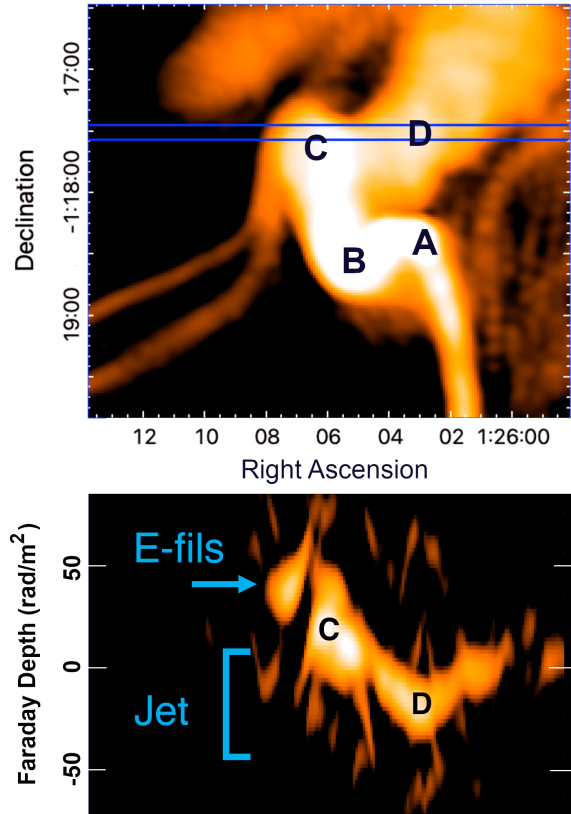 17:00
-1:18:00
19:00
Declination
C
D
A
B
12 10 08 06 04 02 1:26:00
Right Ascension
E-fils
C
D
Jet
50
0
-50
Faraday Depth (rad/m²)